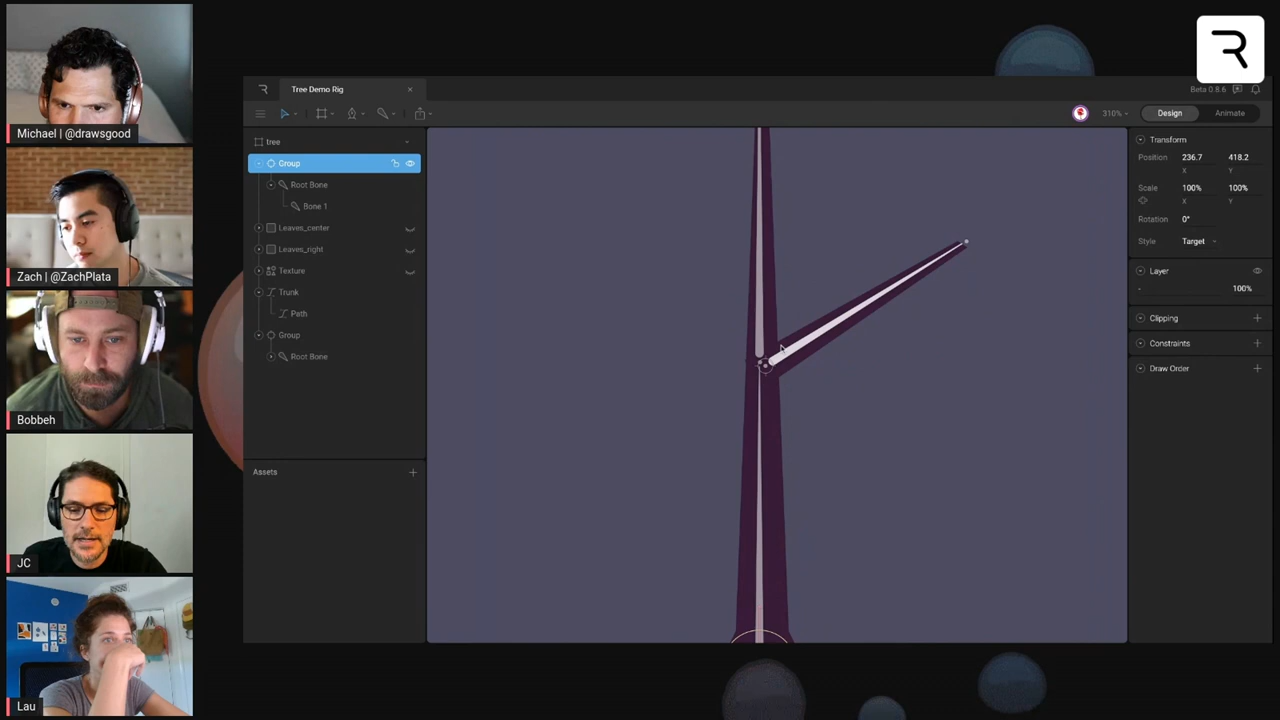 Michael | @drawsgood
Zach | @ZachPlata
Bobbeh
JC
Lau
Tree Demo Rig
Beta 0.8.6
310%
Design
Animate
tree
Group
Root Bone
Bone 1
Leaves_center
Leaves_right
Texture
Trunk
Path
Group
Root Bone
Assets
Transform
Position 236.7 418.2
X Y
Scale 100% 100%
X Y
Rotation 0°
Style Target
Layer
- 100%
Clipping
Constraints
Draw Order